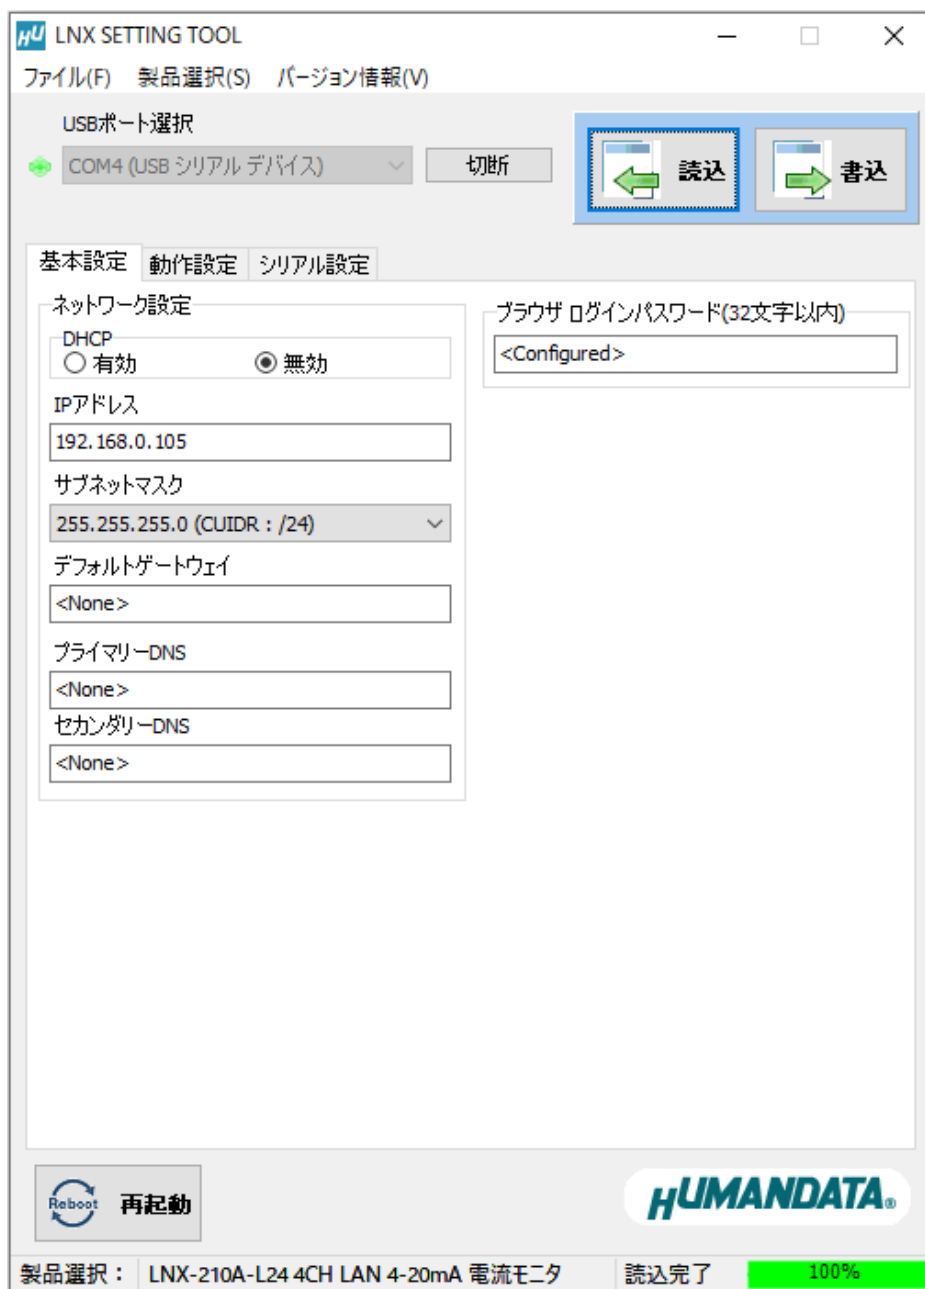 LNX SETTING TOOL
ファイル(F) 製品選択(S) バージョン情報(V)
USBポート選択
COM4 (USB シリアル デバイス)
切断
読込
書込
基本設定 動作設定 シリアル設定
ネットワーク設定
DHCP
有効 無効
IPアドレス
192.168.0.105
サブネットマスク
255.255.255.0 (CUIDR : /24)
デフォルトゲートウェイ
<None>
プライマリーDNS
<None>
セカンダリーDNS
<None>
ブラウザ ログインパスワード(32文字以内)
<Configured>
Reboot 再起動
HUMANDATA®
製品選択： LNX-210A-L24 4CH LAN 4-20mA 電流モニタ 読込完了 100%